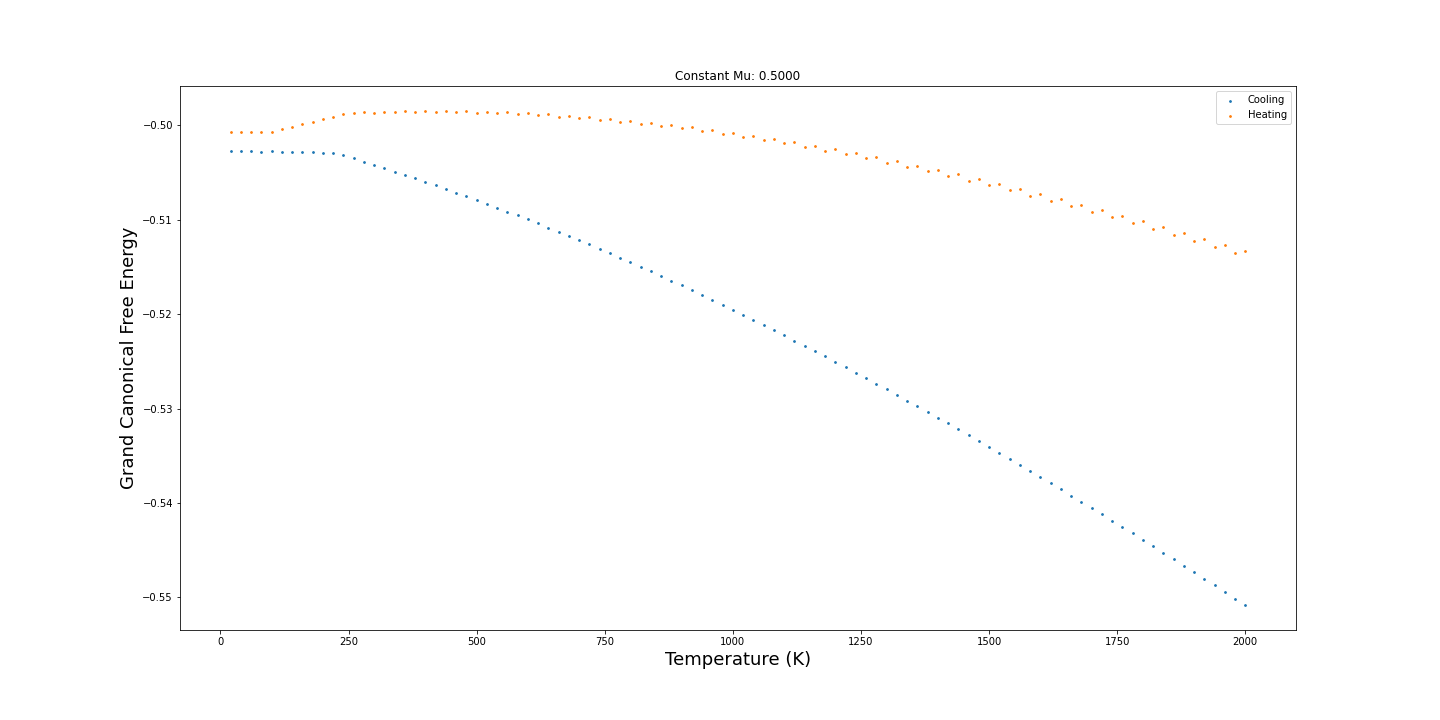 Constant Mu: 0.5000
Cooling
Heating
Grand Canonical Free Energy
−0.50
−0.51
−0.52
−0.53
−0.54
−0.55
0 250 500 750 1000 1250 1500 1750 2000
Temperature (K)